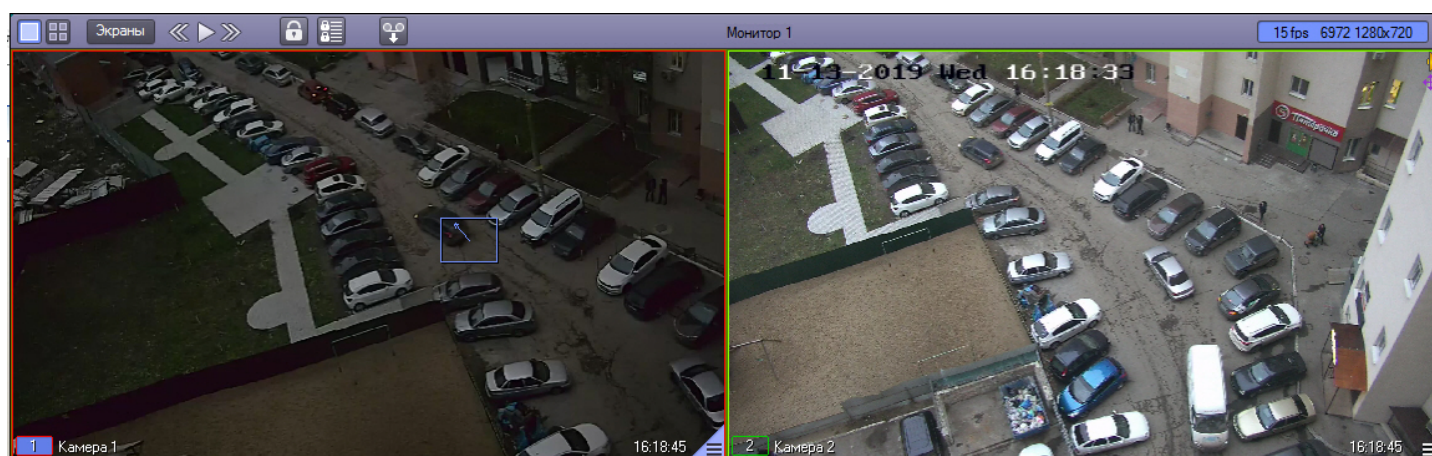 Экраны
Монитор 1
15 fps 6972 1280x720
11-13-2019 Wed 16:18:33
Пятёрочка
1 Камера 1
16:18:45
2 Камера 2
16:18:45